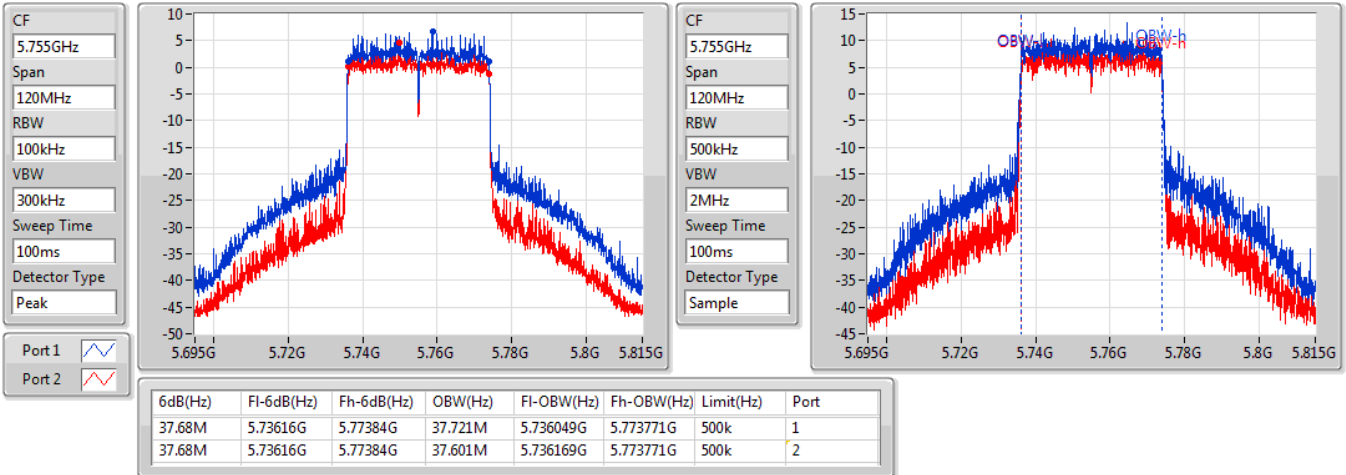 CF
5.755GHz
Span
120MHz
RBW
100kHz
VBW
300kHz
Sweep Time
100ms
Detector Type
Peak
10
5
0
-5
-10
-15
-20
-25
-30
-35
-40
-45
-50
5.695G 5.72G 5.74G 5.76G 5.78G 5.8G 5.815G
CF
5.755GHz
Span
120MHz
RBW
500kHz
VBW
2MHz
Sweep Time
100ms
Detector Type
Sample
15
10
5
0
-5
-10
-15
-20
-25
-30
-35
-40
-45
OBW-h
OBW-h
5.695G 5.72G 5.74G 5.76G 5.78G 5.8G 5.815G
Port 1
Port 2
6dB(Hz) Fl-6dB(Hz) Fh-6dB(Hz) OBW(Hz) Fl-OBW(Hz) Fh-OBW(Hz) Limit(Hz) Port
37.68M 5.73616G 5.77384G 37.721M 5.736049G 5.773771G 500k 1
37.68M 5.73616G 5.77384G 37.601M 5.736169G 5.773771G 500k 2